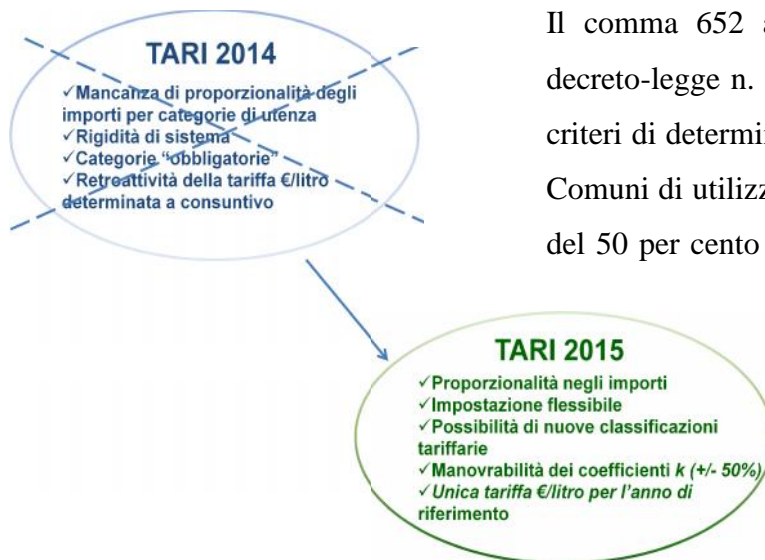 TARI 2014
✓Mancanza di proporzionalità degli
importi per categorie di utenza
✓Rigidità di sistema
✓Categorie “obbligatorie”
✓Retroattività della tariffa €/litro
determinata a consuntivo
Il comma 652 a
decreto-legge n.
criteri di determi
Comuni di utilizz
del 50 per cento
TARI 2015
✓Proporzionalità negli importi
✓Impostazione flessibile
✓Possibilità di nuove classificazioni
tariffarie
✓Manovrabilità dei coefficienti k (+/- 50%)
✓Unica tariffa €/litro per l’anno di
riferimento